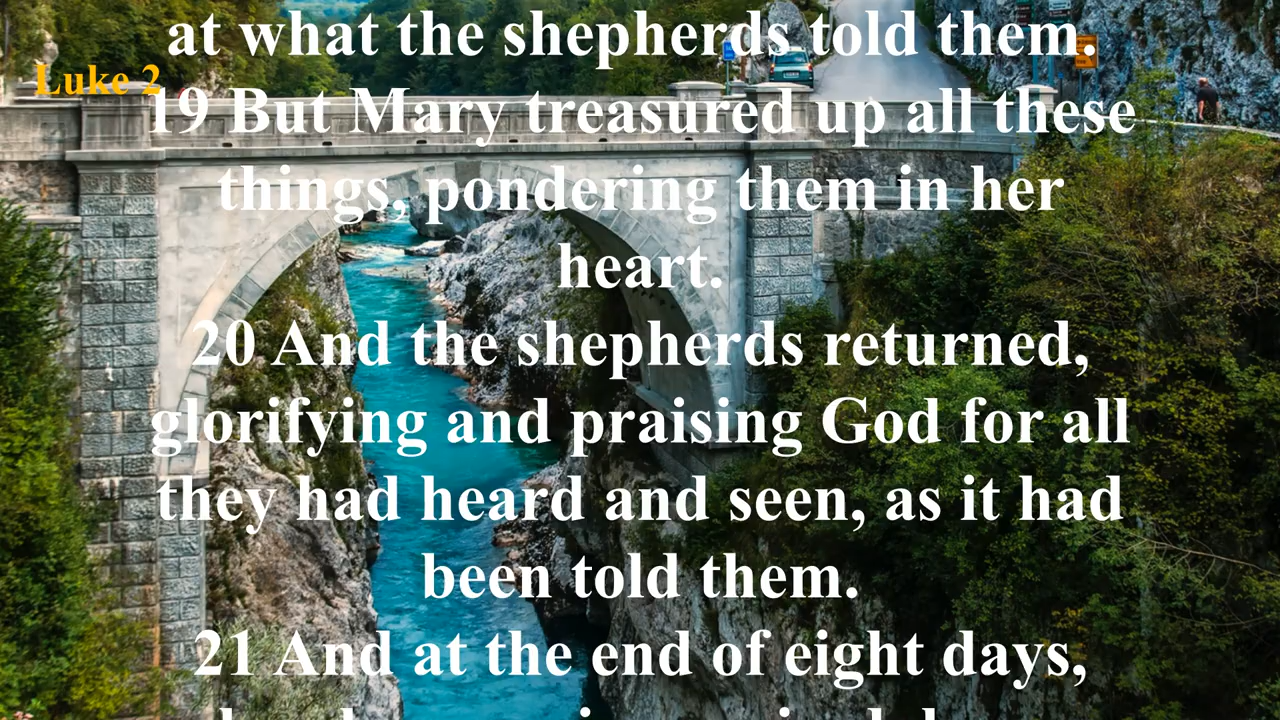 at what the shepherds told them.
Luke 2
19 But Mary treasured up all these
things, pondering them in her
heart.
20 And the shepherds returned,
glorifying and praising God for all
they had heard and seen, as it had
been told them.
21 And at the end of eight days,